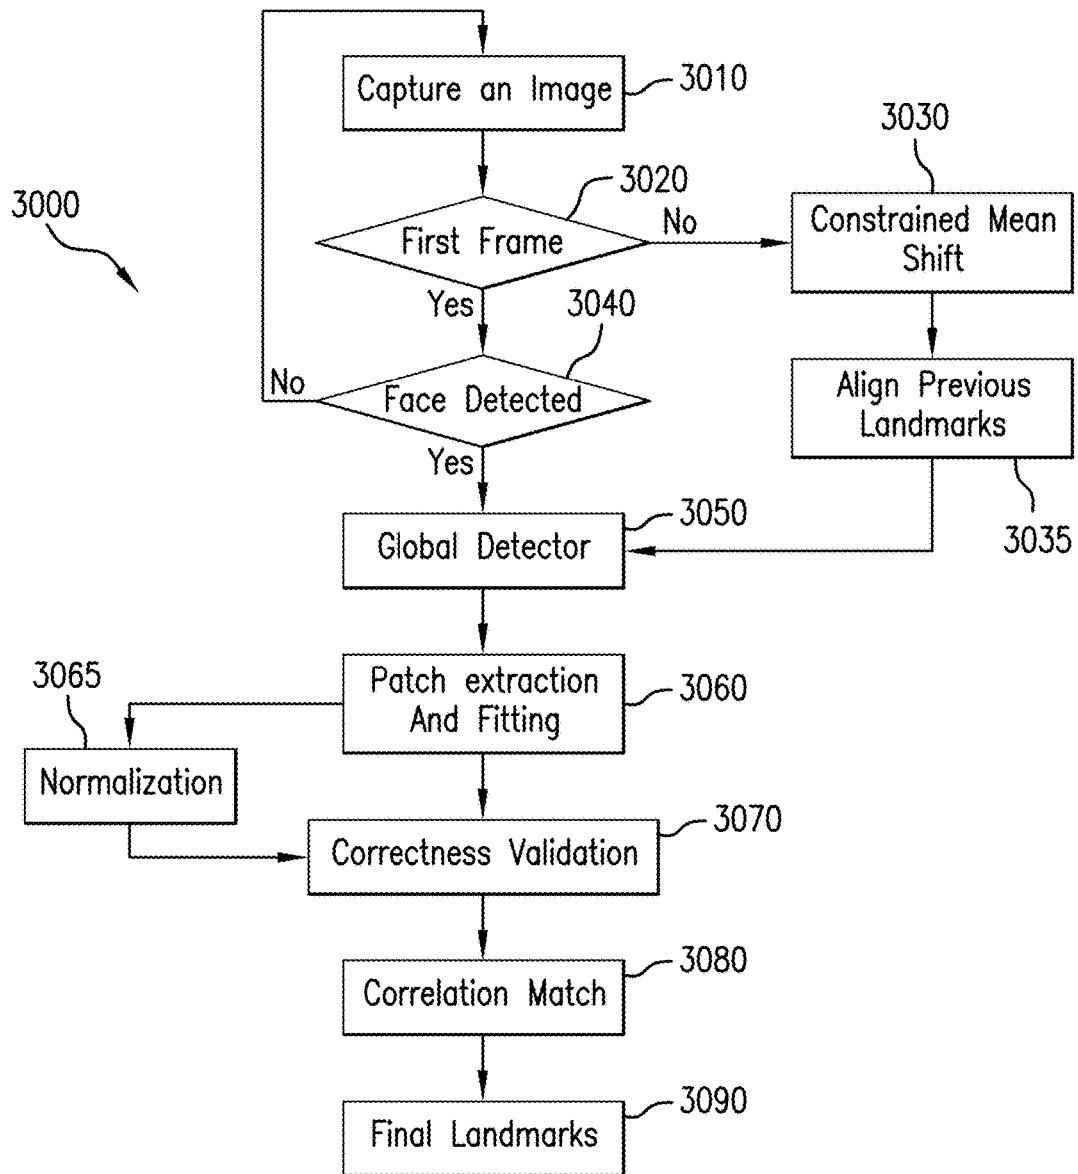 Capture an Image
3010
3030
3020
3000
First Frame
No
Constrained Mean
Shift
Yes
3040
No
Face Detected
Align Previous
Landmarks
Yes
3050
Global Detector
3035
3065
Patch extraction
And Fitting
3060
Normalization
3070
Correctness Validation
3080
Correlation Match
3090
Final Landmarks